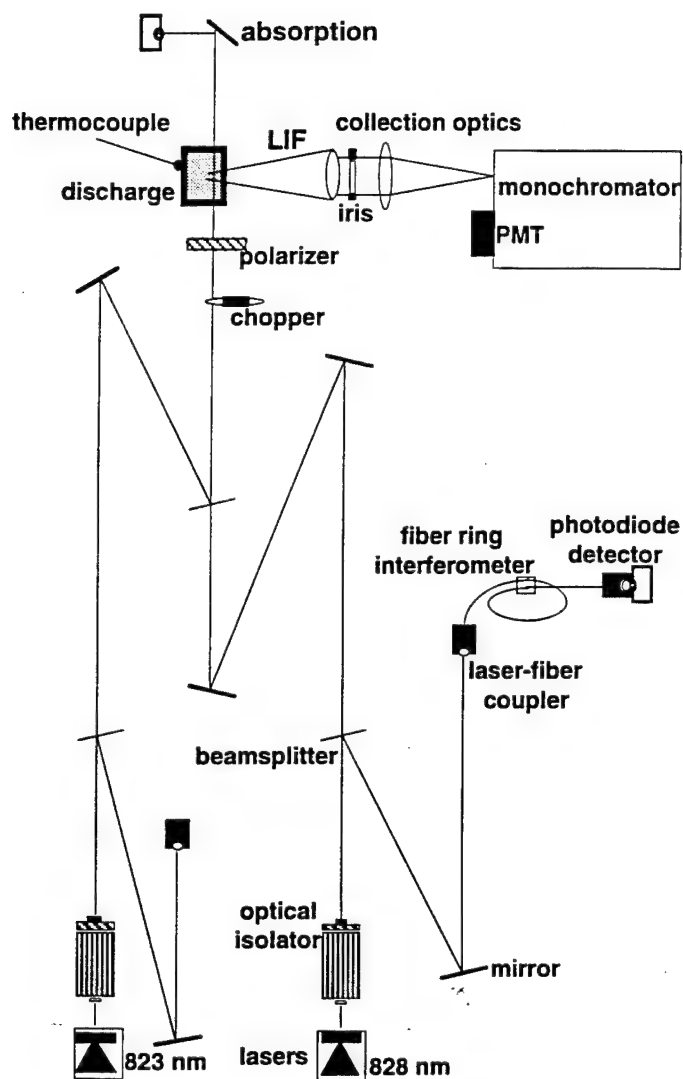 absorption
thermocouple
LIF
collection optics
discharge
iris
monochromator
PMT
polarizer
chopper
fiber ring
interferometer
photodiode
detector
laser-fiber
coupler
beamsplitter
optical
isolator
mirror
823 nm
lasers
828 nm